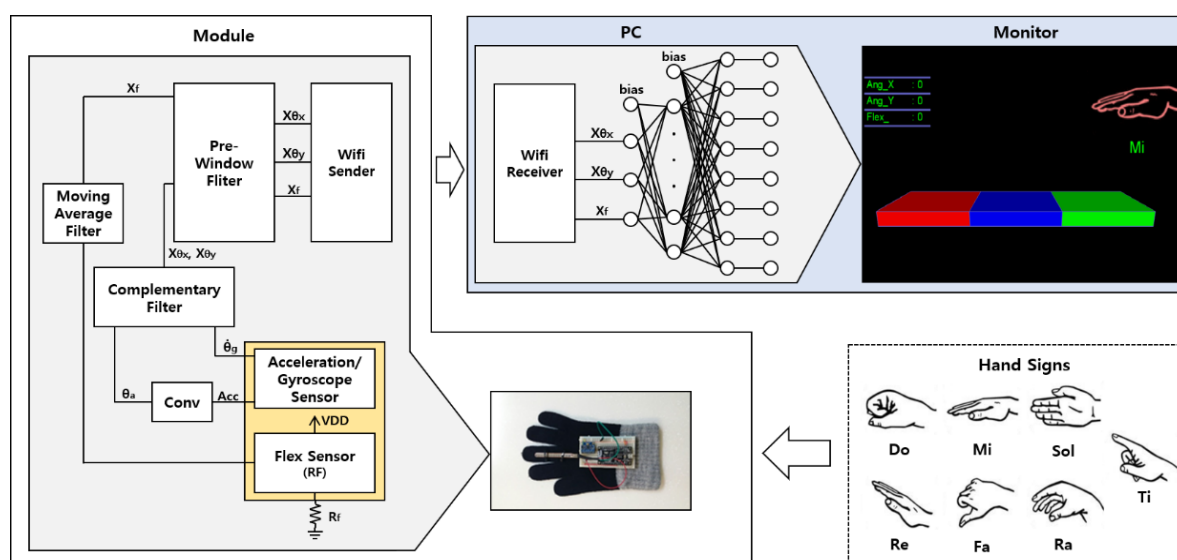 Module
Xf
Pre-
Window
Fliter
Xθx
Xθy
Xf
Wifi
Sender
Moving
Average
Filter
Xθx, Xθy
Complementary
Filter
θ̇g
Acceleration/
Gyroscope
Sensor
θa
Conv
Acc
VDD
Flex Sensor
(RF)
Rf
PC
Wifi
Receiver
Xθx
Xθy
Xf
bias
bias
Monitor
Ang_X : 0
Ang_Y : 0
Flex_ : 0
Mi
Hand Signs
Do
Mi
Sol
Ti
Re
Fa
Ra